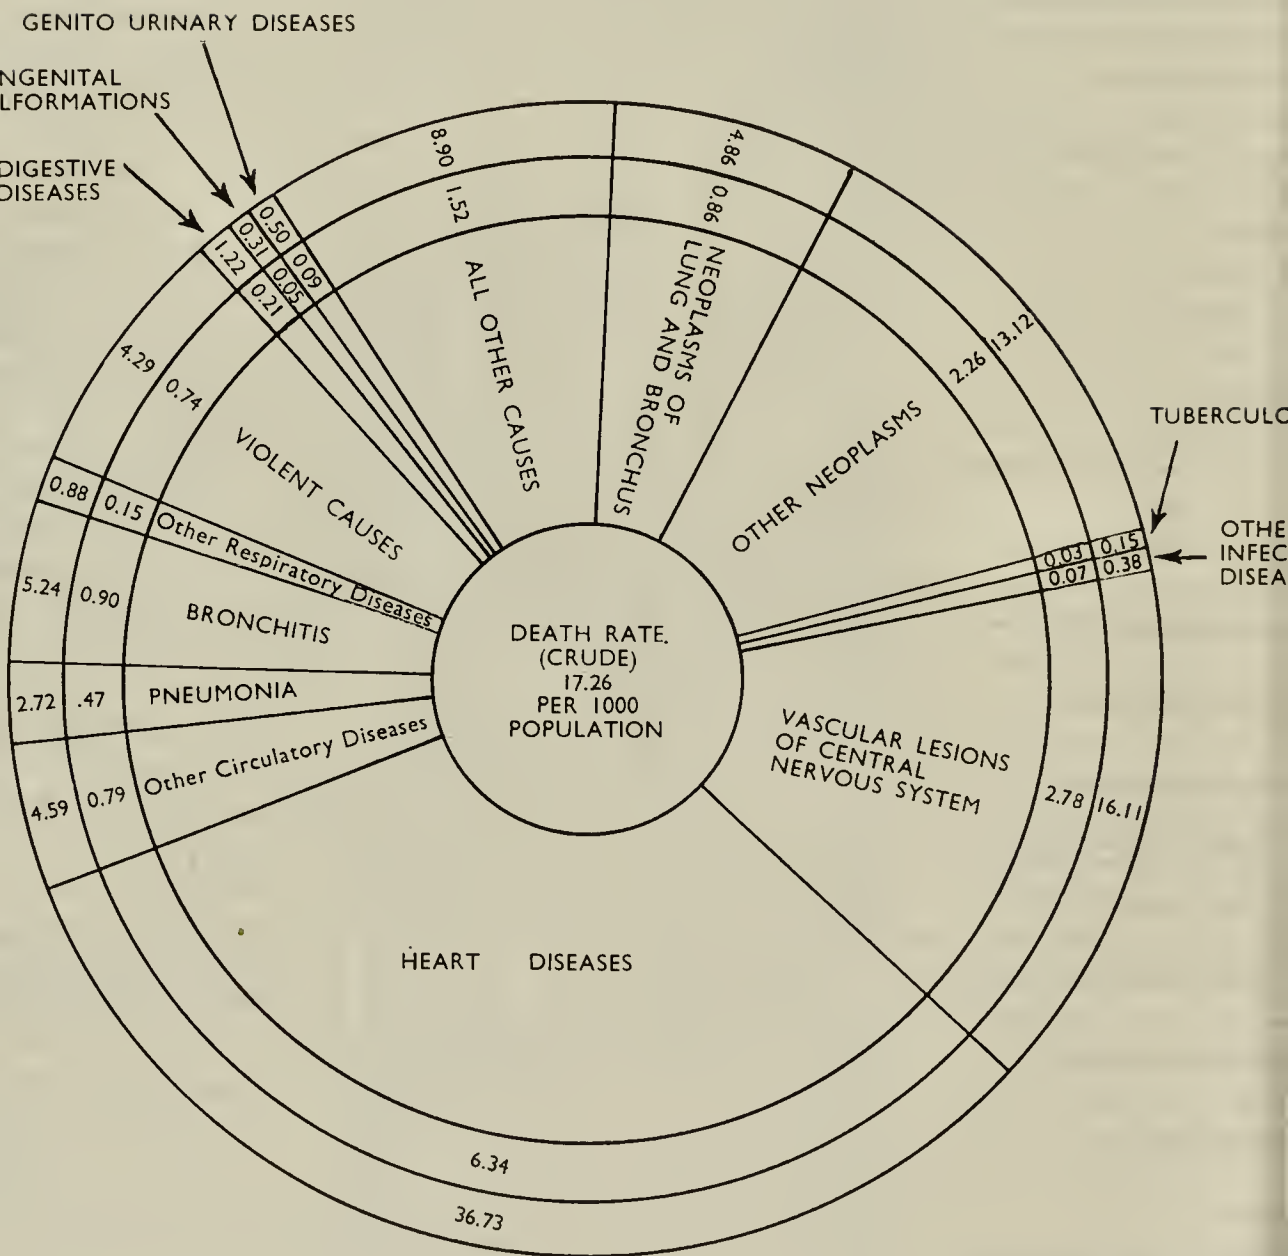 GENITO URINARY DISEASES
NGENITAL
LFORMATIONS
DIGESTIVE
DISEASES
8.90
1.52
ALL OTHER CAUSES
4.86
0.86
NEOPLASMS OF
LUNG AND BRONCHUS
13.12
2.26
OTHER NEOPLASMS
TUBERCULO
0.15
0.03
OTHE
INFEC
DISEA
0.38
0.07
VASCULAR LESIONS
OF CENTRAL
NERVOUS SYSTEM
2.78
16.11
HEART DISEASES
6.34
36.73
4.59
0.79
Other Circulatory Diseases
2.72
.47
PNEUMONIA
5.24
0.90
BRONCHITIS
0.88
0.15
Other Respiratory Diseases
4.29
0.74
VIOLENT CAUSES
1.22
0.21
0.31
0.05
0.50
0.09
DEATH RATE.
(CRUDE)
17.26
PER 1000
POPULATION